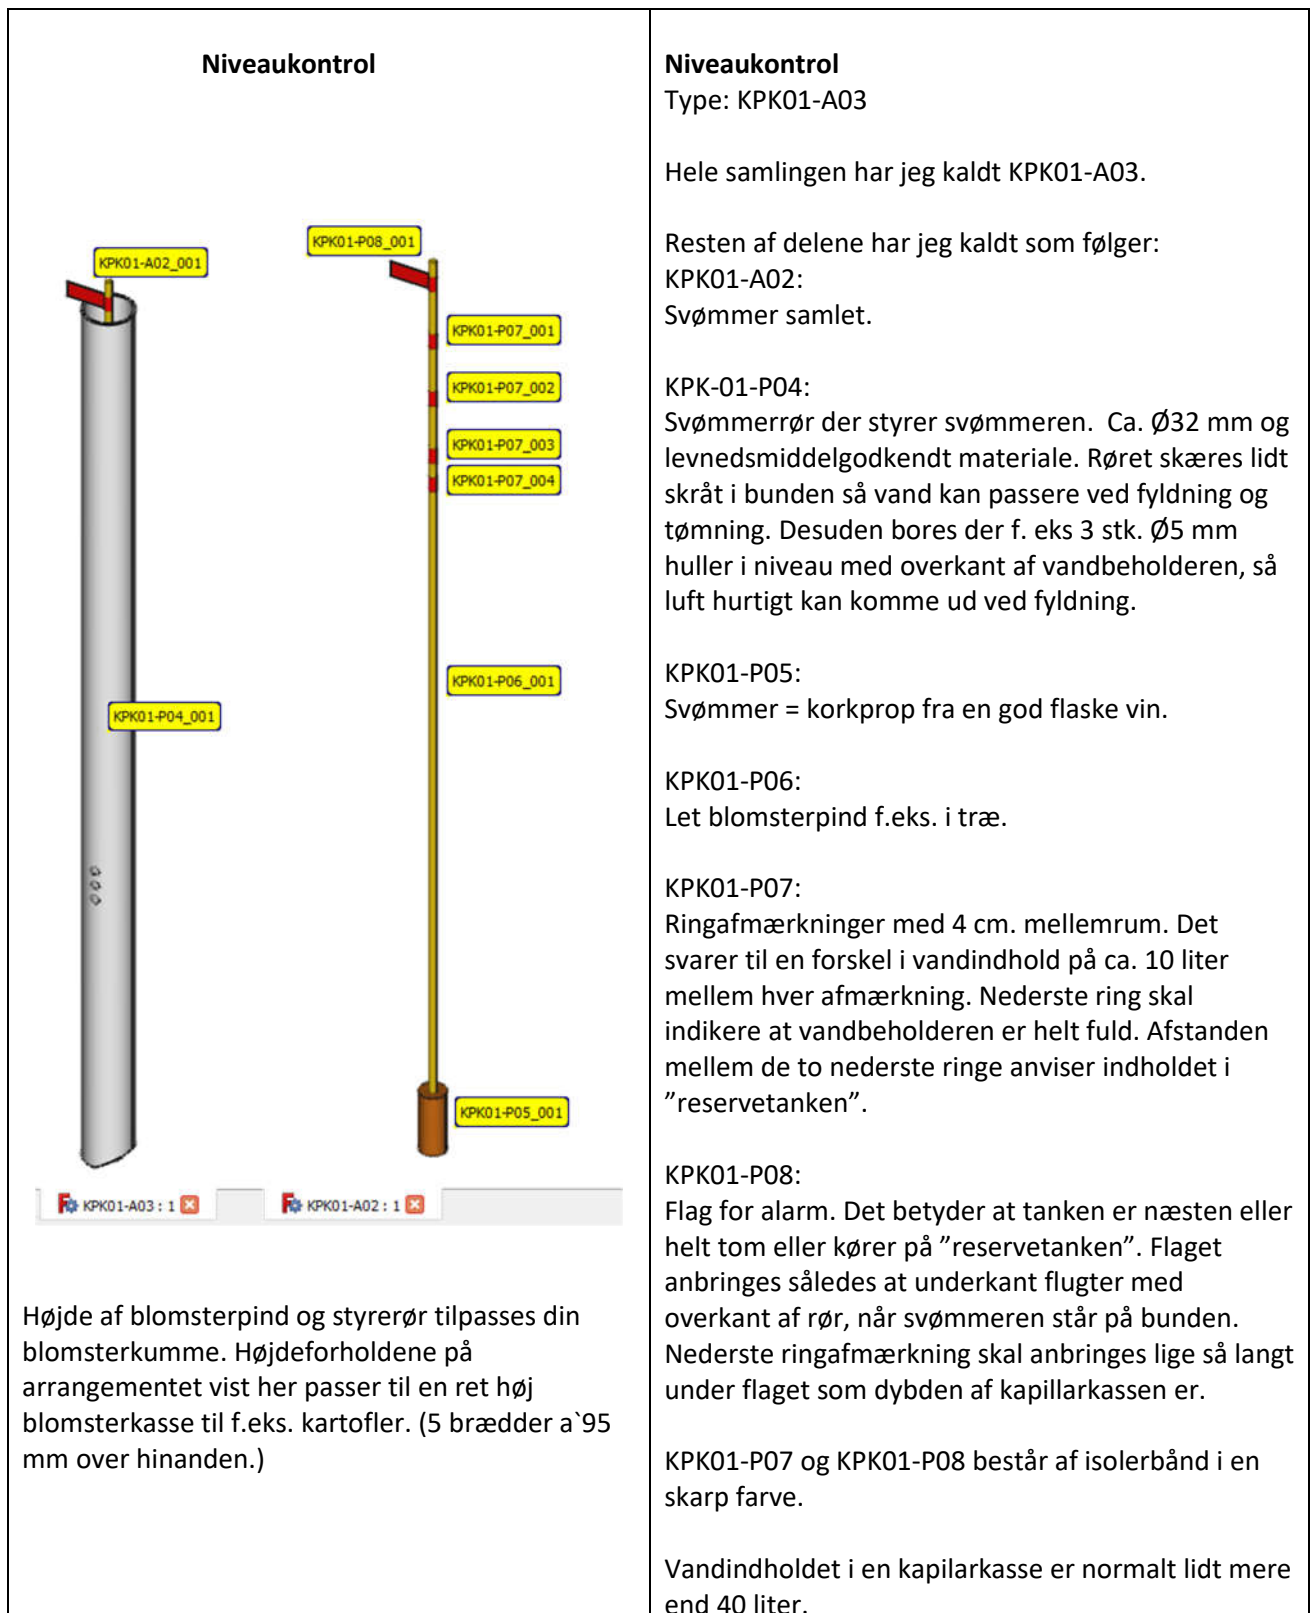 Niveaukontrol
KPK01-A02_001
KPK01-P08_001
KPK01-P07_001
KPK01-P07_002
KPK01-P07_003
KPK01-P07_004
KPK01-P06_001
KPK01-P04_001
KPK01-P05_001
KPK01-A03 : 1
KPK01-A02 : 1
Højde af blomsterpind og styrerør tilpasses din
blomsterkumme. Højdeforholdene på
arrangementet vist her passer til en ret høj
blomsterkasse til f.eks. kartofler. (5 brædder a`95
mm over hinanden.)
Niveaukontrol
Type: KPK01-A03
Hele samlingen har jeg kaldt KPK01-A03.
Resten af delene har jeg kaldt som følger:
KPK01-A02:
Svømmer samlet.
KPK-01-P04:
Svømmerrør der styrer svømmeren.  Ca. Ø32 mm og
levnedsmiddelgodkendt materiale. Røret skæres lidt
skråt i bunden så vand kan passere ved fyldning og
tømning. Desuden bores der f. eks 3 stk. Ø5 mm
huller i niveau med overkant af vandbeholderen, så
luft hurtigt kan komme ud ved fyldning.
KPK01-P05:
Svømmer = korkprop fra en god flaske vin.
KPK01-P06:
Let blomsterpind f.eks. i træ.
KPK01-P07:
Ringafmærkninger med 4 cm. mellemrum. Det
svarer til en forskel i vandindhold på ca. 10 liter
mellem hver afmærkning. Nederste ring skal
indikere at vandbeholderen er helt fuld. Afstanden
mellem de to nederste ringe anviser indholdet i
”reservetanken”.
KPK01-P08:
Flag for alarm. Det betyder at tanken er næsten eller
helt tom eller kører på ”reservetanken”. Flaget
anbringes således at underkant flugter med
overkant af rør, når svømmeren står på bunden.
Nederste ringafmærkning skal anbringes lige så langt
under flaget som dybden af kapillarkassen er.
KPK01-P07 og KPK01-P08 består af isolerbånd i en
skarp farve.
Vandindholdet i en kapilarkasse er normalt lidt mere
end 40 liter.